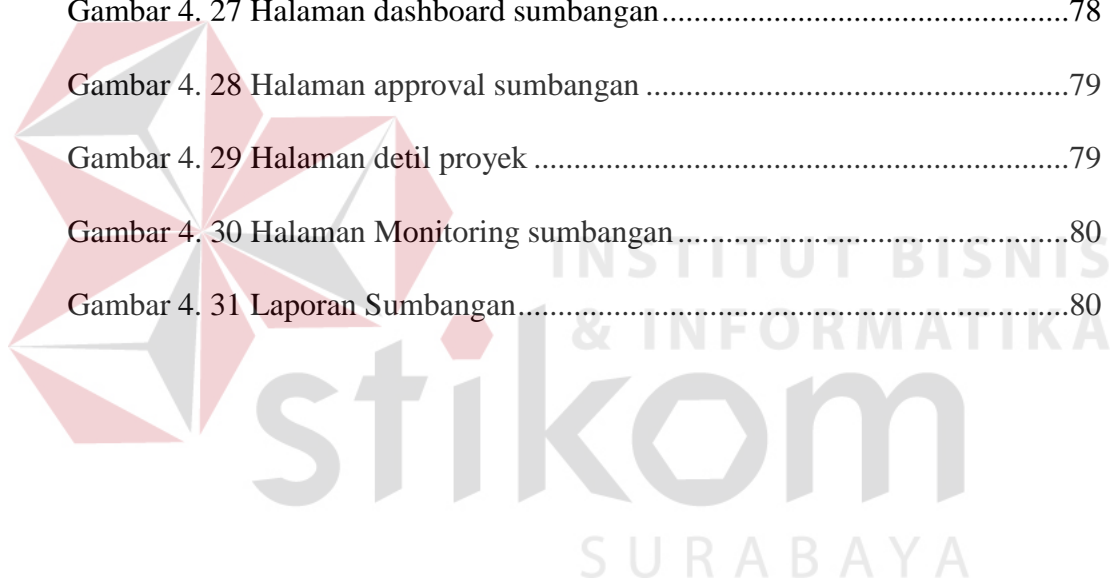 Gambar 4. 27 Halaman dashboard sumbangan.......................................................78
Gambar 4. 28 Halaman approval sumbangan .........................................................79
Gambar 4. 29 Halaman detil proyek ........................................................................79
Gambar 4. 30 Halaman Monitoring sumbangan .....................................................80
Gambar 4. 31 Laporan Sumbangan..........................................................................80
INSTITUT BISNIS
& INFORMATIKA
stikom
SURABAYA